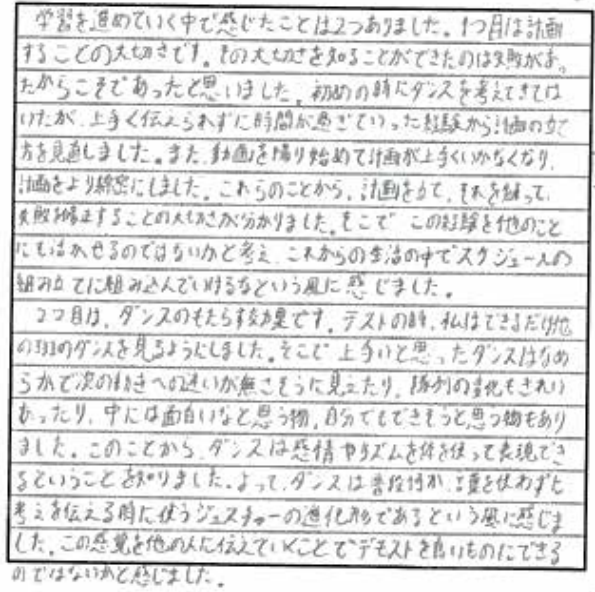 学習を進めていく中で感じたことは2つありました。1つ目は計画
することの大切さです。その大切さを知ることができたのは失敗があっ
たからこそであったと思いました。初めの時にダンスを考えてきては
いたが、上手く伝えられずに時間が過ぎていった経験から計画の立て
方を見直しました。また、動画を撮り始めて計画が上手くいかなくなり、
計画をより綿密にしました。これらのことから、計画を立て、それを練って、
失敗を修正することの大切さが分かりました。そこで この経験を他のこと
にも活かせるのではないかと考え、これからの生活の中でスケジュールの
組み立てに組み込んでいけるなという風に感じました。
2つ目は、ダンスのもたらす効果です。テストの時、私はできるだけ他
の班のダンスを見るようにしました。そこで 上手いと思ったダンスはなめ
らかで次の動きへの迷いが無さそうに見えたり、隊列の変化もきれい
だったり、中には面白いなと思う物、自分でもできそうと思う物もあり
ました。このことから、ダンスは感情やリズムを体を使って表現でき
るということを知りました。よって、ダンスは普段何か言葉を使わずに
考えを伝える時に使うジェスチャーの進化形であるという風に感じま
した。この感覚を他の人に伝えていくことでデモストを良いものにできる
のではないかと感じました。